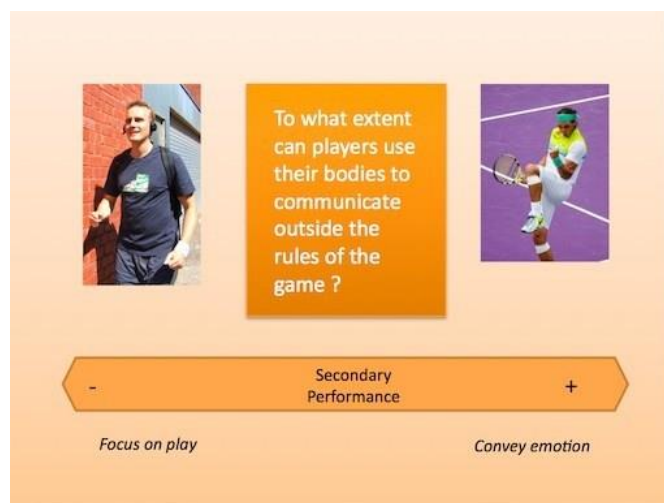 To what extent
can players use
their bodies to
communicate
outside the
rules of the
game ?
-
Secondary
Performance
+
Focus on play
Convey emotion